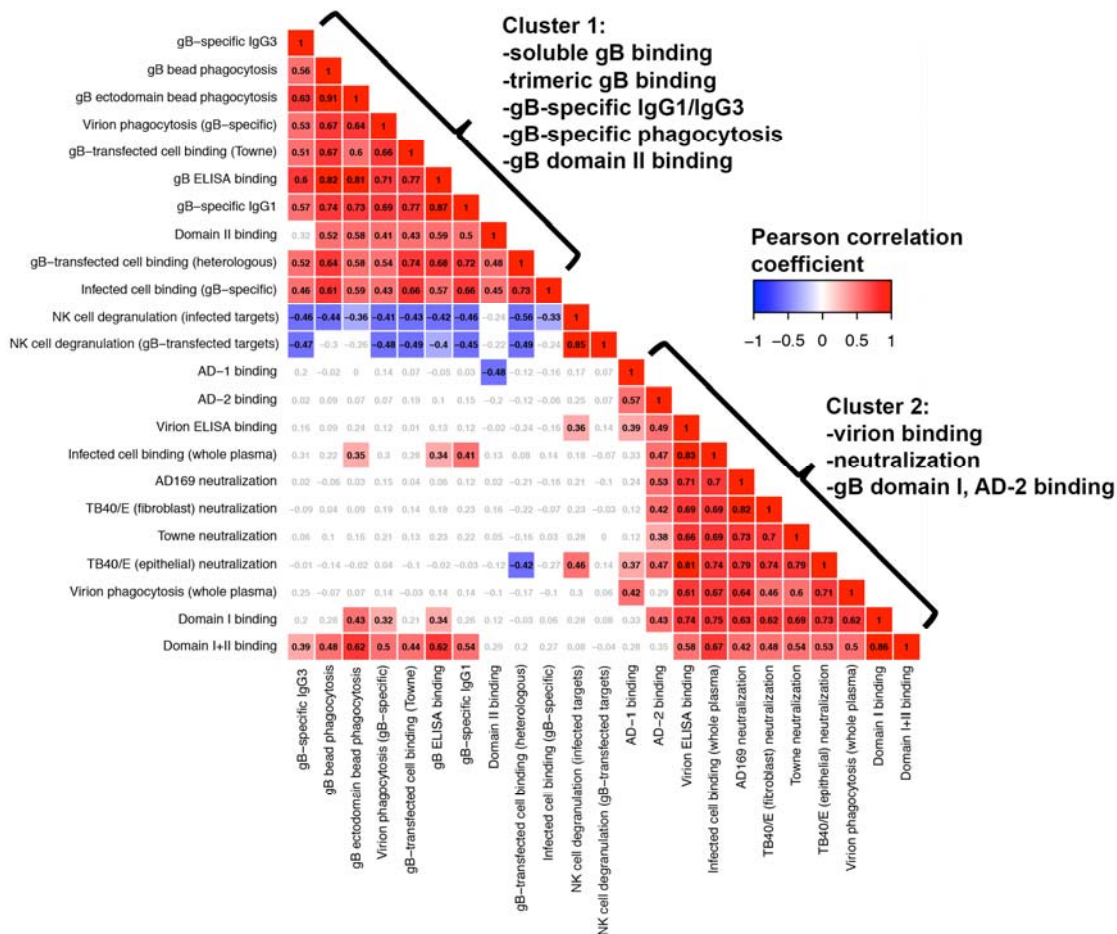 Cluster 1:
-soluble gB binding
-trimeric gB binding
-gB-specific IgG1/IgG3
-gB-specific phagocytosis
-gB domain II binding
Pearson correlation
coefficient
−1 −0.5 0 0.5 1
Cluster 2:
-virion binding
-neutralization
-gB domain I, AD-2 binding
gB−specific IgG3 1
gB bead phagocytosis 0.56 1
gB ectodomain bead phagocytosis 0.63 0.91 1
Virion phagocytosis (gB−specific) 0.53 0.67 0.64 1
gB−transfected cell binding (Towne) 0.51 0.67 0.6 0.66 1
gB ELISA binding 0.6 0.82 0.81 0.71 0.77 1
gB−specific IgG1 0.57 0.74 0.73 0.69 0.77 0.87 1
Domain II binding 0.32 0.52 0.58 0.41 0.43 0.59 0.5 1
gB−transfected cell binding (heterologous) 0.52 0.64 0.58 0.54 0.74 0.68 0.72 0.48 1
Infected cell binding (gB−specific) 0.46 0.61 0.59 0.43 0.66 0.57 0.66 0.45 0.73 1
NK cell degranulation (infected targets) −0.46 −0.44 −0.36 −0.41 −0.43 −0.42 −0.46 −0.24 −0.56 −0.33 1
NK cell degranulation (gB−transfected targets) −0.47 −0.3 −0.26 −0.48 −0.49 −0.4 −0.45 −0.22 −0.49 −0.24 0.85 1
AD−1 binding 0.2 −0.02 0 0.14 0.07 −0.05 0.03 −0.48 −0.12 −0.16 0.17 0.07 1
AD−2 binding 0.02 0.09 0.07 0.07 0.19 0.1 0.15 −0.2 −0.12 −0.06 0.25 0.07 0.57 1
Virion ELISA binding 0.16 0.09 0.24 0.12 0.01 0.13 0.12 −0.02 −0.24 −0.16 0.36 0.14 0.39 0.49 1
Infected cell binding (whole plasma) 0.31 0.22 0.35 0.3 0.28 0.34 0.41 0.13 0.08 0.14 0.18 −0.07 0.33 0.47 0.83 1
AD169 neutralization 0.02 −0.06 0.03 0.15 0.04 0.06 0.12 0.02 −0.21 −0.16 0.21 −0.1 0.24 0.53 0.71 0.7 1
TB40/E (fibroblast) neutralization −0.09 0.04 0.09 0.19 0.14 0.18 0.23 0.16 −0.22 −0.07 0.23 −0.03 0.12 0.42 0.69 0.69 0.82 1
Towne neutralization 0.06 0.1 0.16 0.21 0.13 0.23 0.22 0.05 −0.16 0.03 0.28 0 0.12 0.38 0.66 0.69 0.73 0.7 1
TB40/E (epithelial) neutralization −0.01 −0.14 −0.02 0.04 −0.1 −0.02 −0.03 −0.12 −0.42 −0.27 0.46 0.14 0.37 0.47 0.81 0.74 0.79 0.74 0.79 1
Virion phagocytosis (whole plasma) 0.25 −0.07 0.07 0.14 −0.03 0.14 0.14 −0.1 −0.17 −0.1 0.3 0.06 0.42 0.29 0.61 0.67 0.64 0.46 0.6 0.71 1
Domain I binding 0.2 0.28 0.43 0.32 0.21 0.34 0.26 0.12 −0.03 0.06 0.28 0.08 0.33 0.43 0.74 0.75 0.63 0.62 0.69 0.73 0.62 1
Domain I+II binding 0.39 0.48 0.62 0.5 0.44 0.62 0.54 0.29 0.2 0.27 0.08 −0.04 0.28 0.35 0.58 0.67 0.42 0.48 0.54 0.53 0.5 0.86 1
gB−specific IgG3
gB bead phagocytosis
gB ectodomain bead phagocytosis
Virion phagocytosis (gB−specific)
gB−transfected cell binding (Towne)
gB ELISA binding
gB−specific IgG1
Domain II binding
gB−transfected cell binding (heterologous)
Infected cell binding (gB−specific)
NK cell degranulation (infected targets)
NK cell degranulation (gB−transfected targets)
AD−1 binding
AD−2 binding
Virion ELISA binding
Infected cell binding (whole plasma)
AD169 neutralization
TB40/E (fibroblast) neutralization
Towne neutralization
TB40/E (epithelial) neutralization
Virion phagocytosis (whole plasma)
Domain I binding
Domain I+II binding